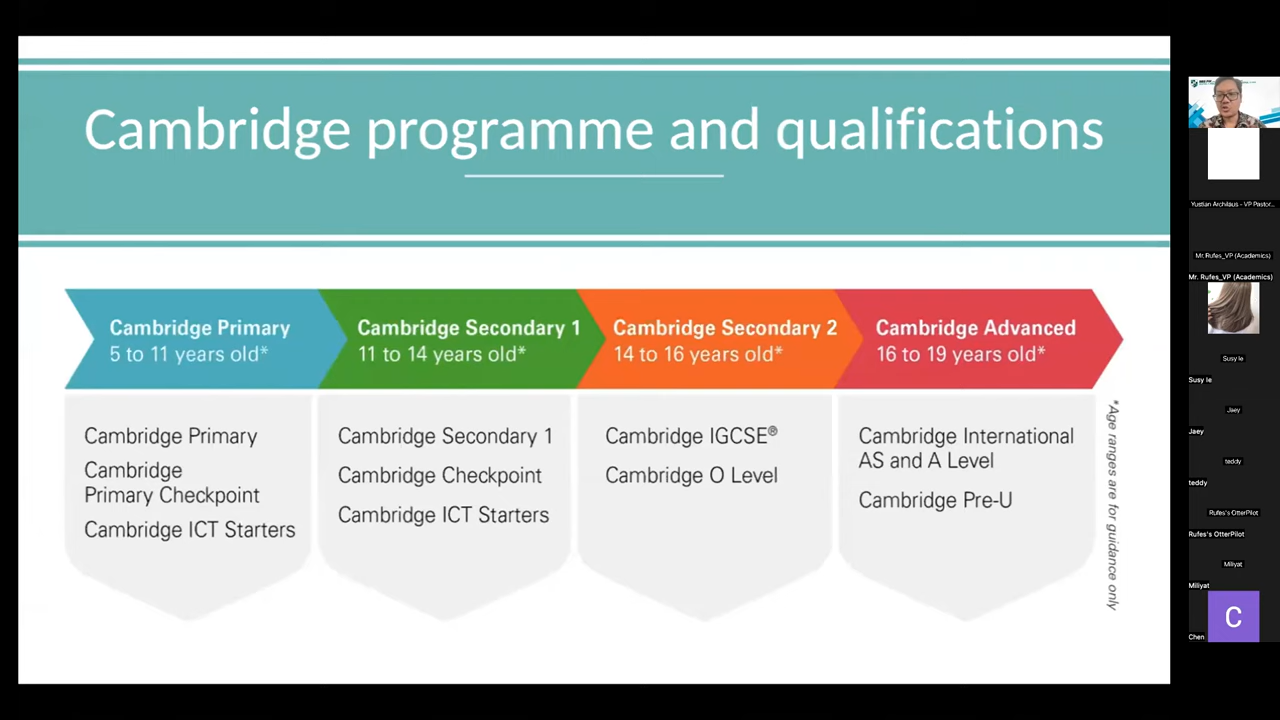 Cambridge programme and qualifications
Cambridge Primary
5 to 11 years old*
Cambridge Secondary 1
11 to 14 years old*
Cambridge Secondary 2
14 to 16 years old*
Cambridge Advanced
16 to 19 years old*
Cambridge Primary
Cambridge
Primary Checkpoint
Cambridge ICT Starters
Cambridge Secondary 1
Cambridge Checkpoint
Cambridge ICT Starters
Cambridge IGCSE®
Cambridge O Level
Cambridge International
AS and A Level
Cambridge Pre-U
*Age ranges are for guidance only
Yustian Archilaus - VP Pastor...
Mr. Rufes_VP (Academics)
Mr. Rufes_VP (Academics)
Susy le
Susy le
Jaey
Jaey
teddy
teddy
Rufes's OtterPilot
Rufes's OtterPilot
Miliyat
Miliyat
C
Chen